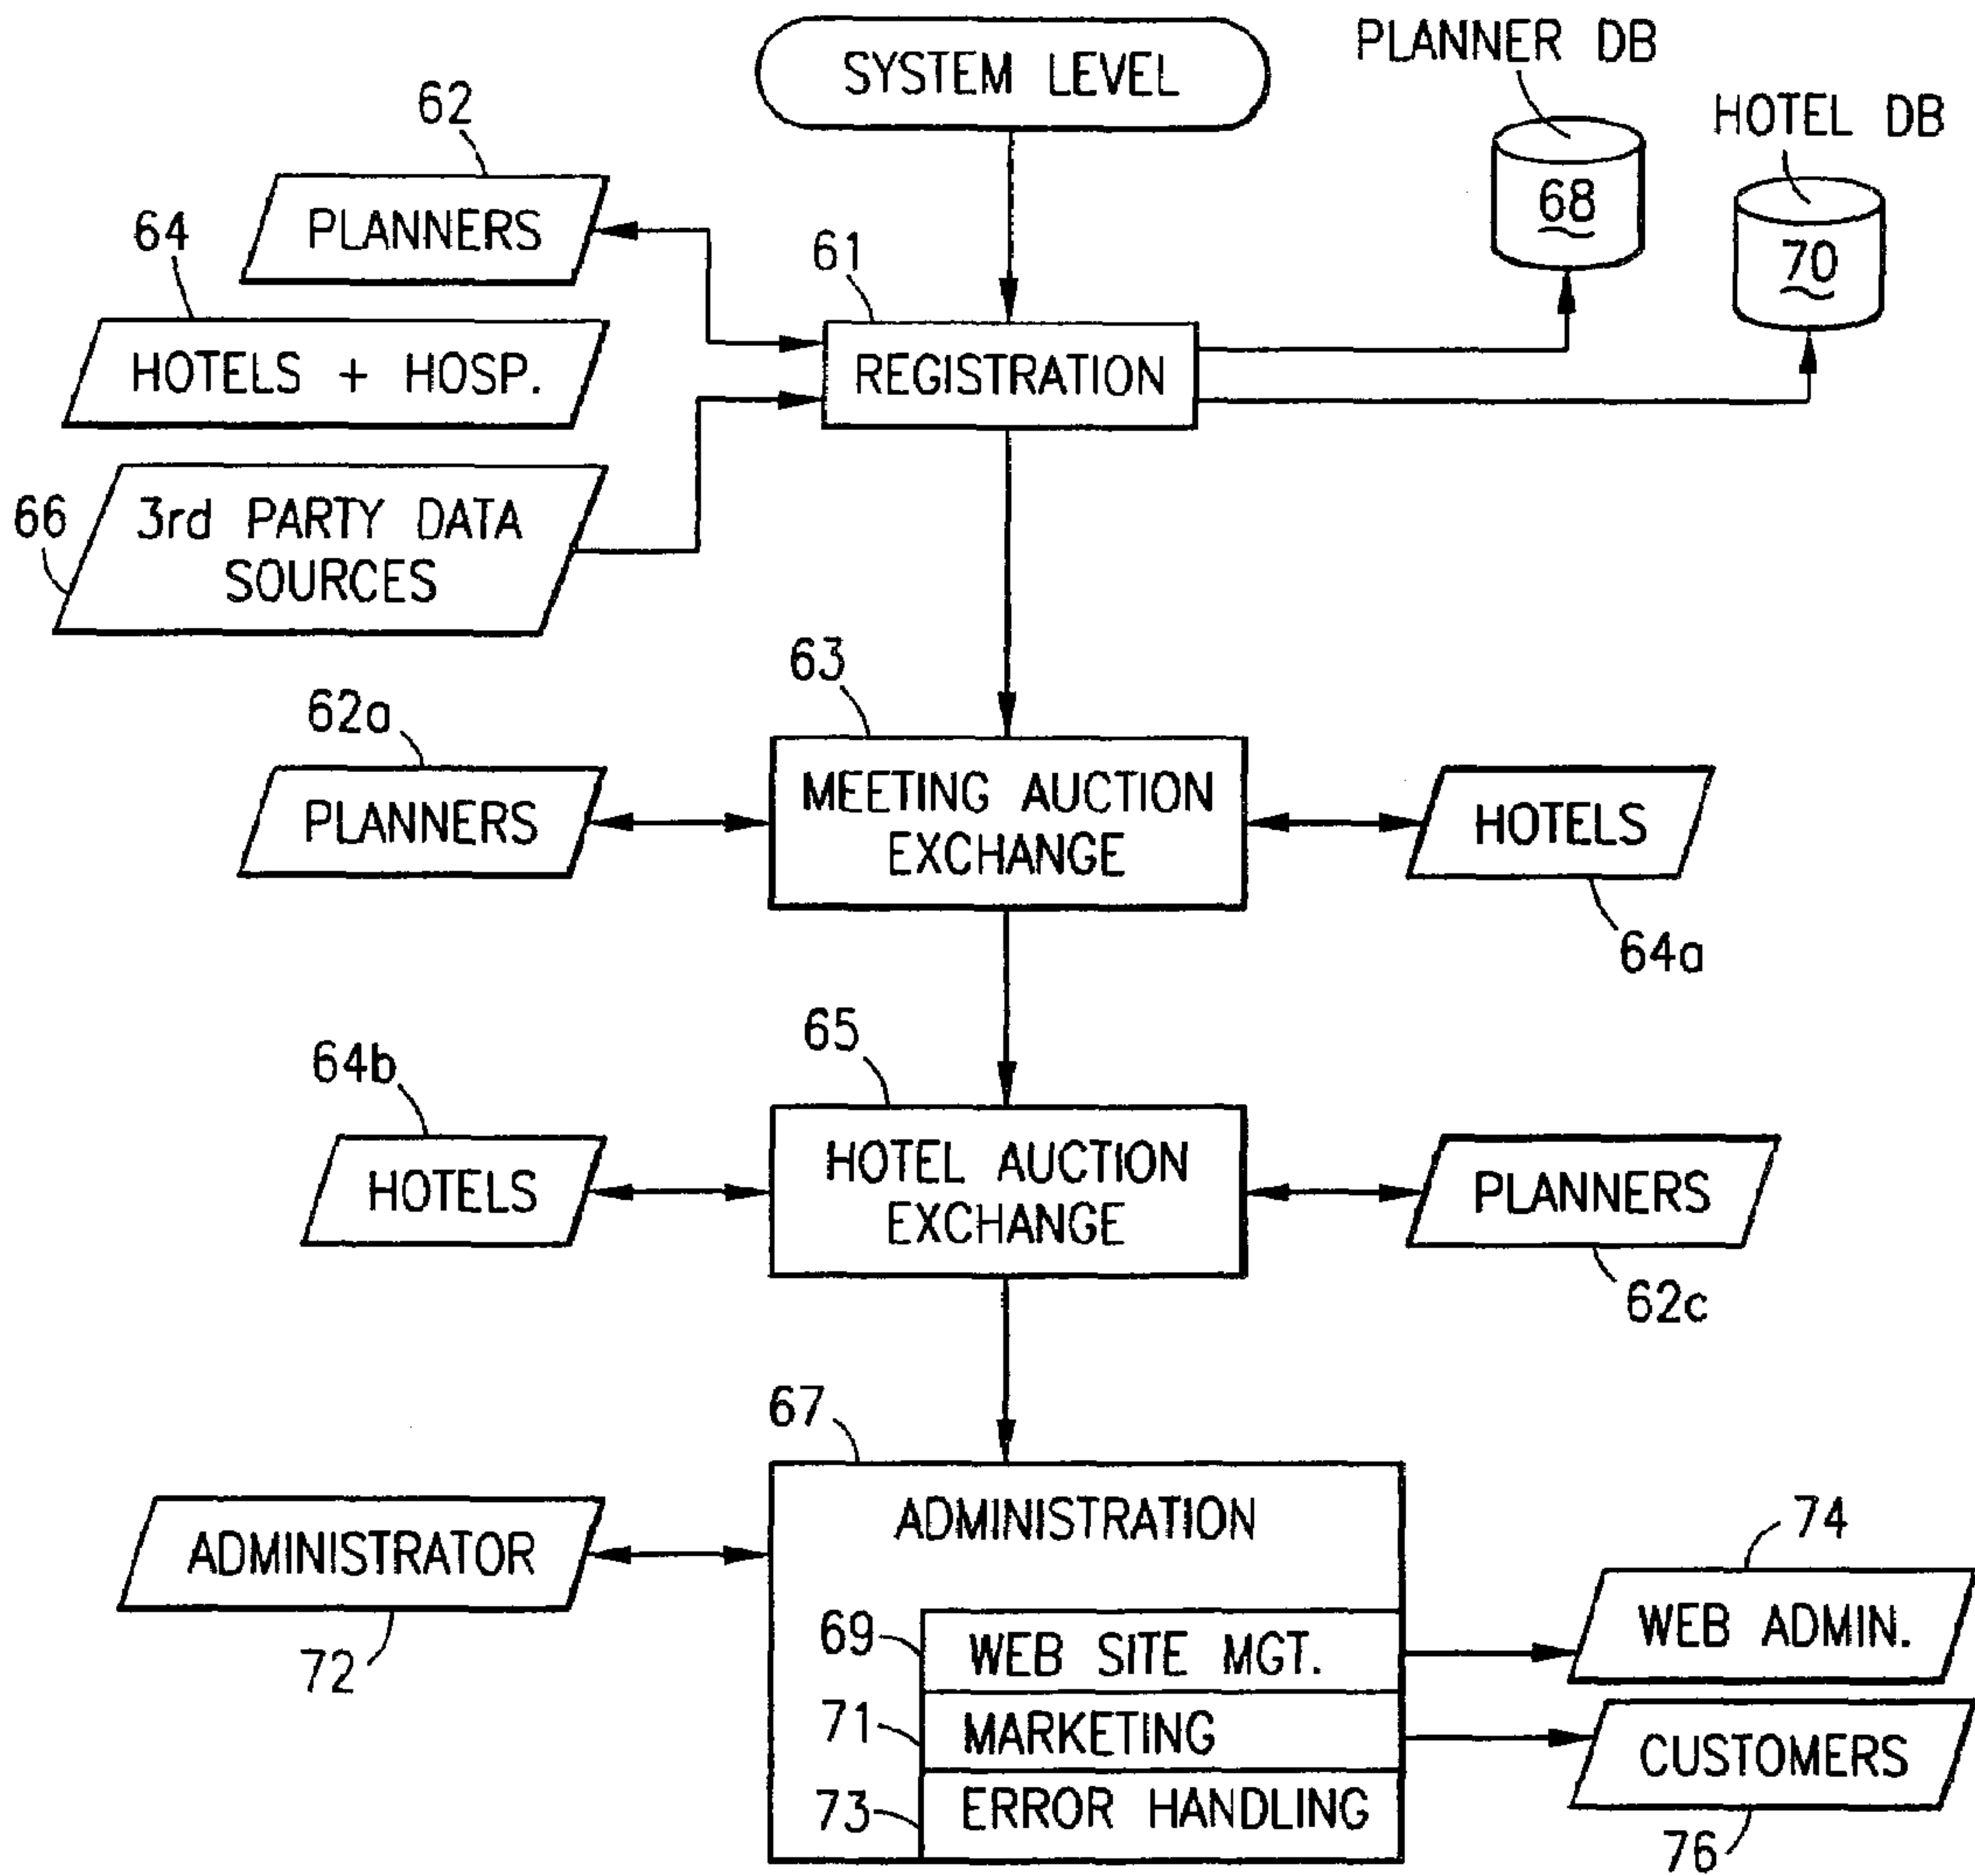 SYSTEM LEVEL
PLANNER DB
HOTEL DB
62
68
PLANNERS
64
61
70
HOTELS + HOSP.
REGISTRATION
66
3rd PARTY DATA
SOURCES
63
62a
MEETING AUCTION
EXCHANGE
PLANNERS
HOTELS
64a
65
64b
HOTEL AUCTION
EXCHANGE
HOTELS
PLANNERS
62c
67
ADMINISTRATION
ADMINISTRATOR
72
74
69
WEB SITE MGT.
WEB ADMIN.
71
MARKETING
CUSTOMERS
73
ERROR HANDLING
76